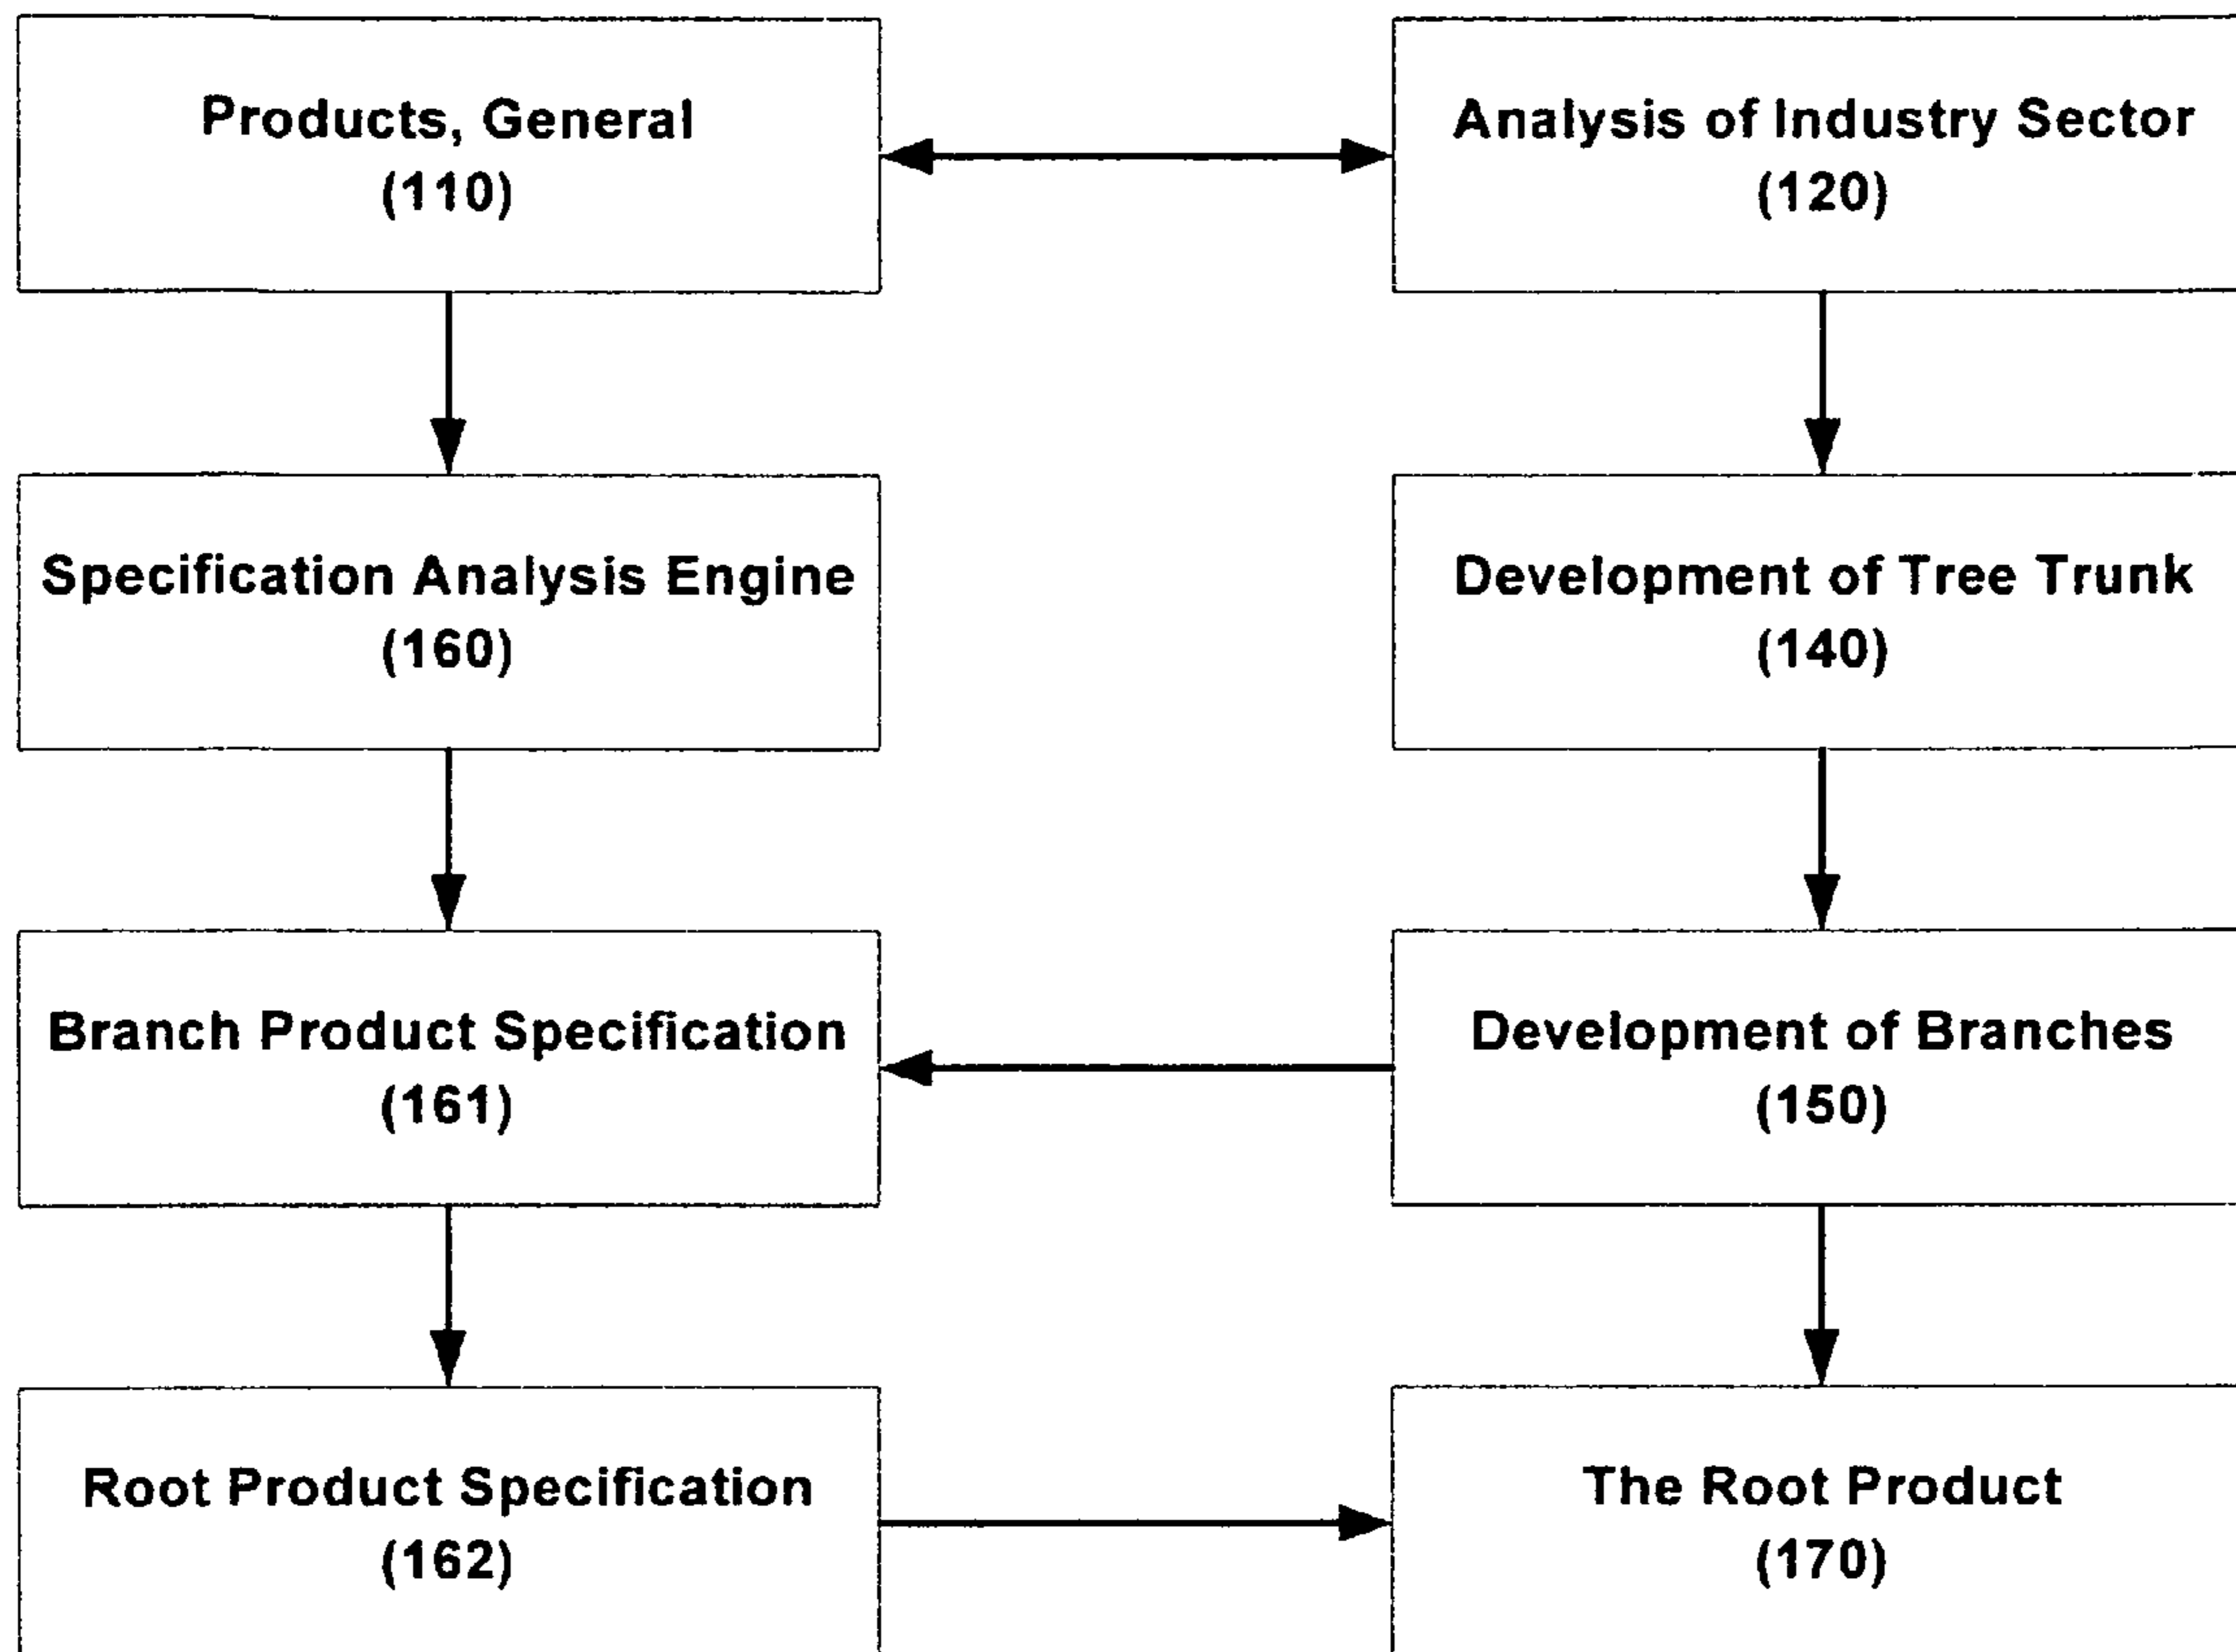 Products, General
(110)
Analysis of Industry Sector
(120)
Specification Analysis Engine
(160)
Development of Tree Trunk
(140)
Branch Product Specification
(161)
Development of Branches
(150)
Root Product Specification
(162)
The Root Product
(170)